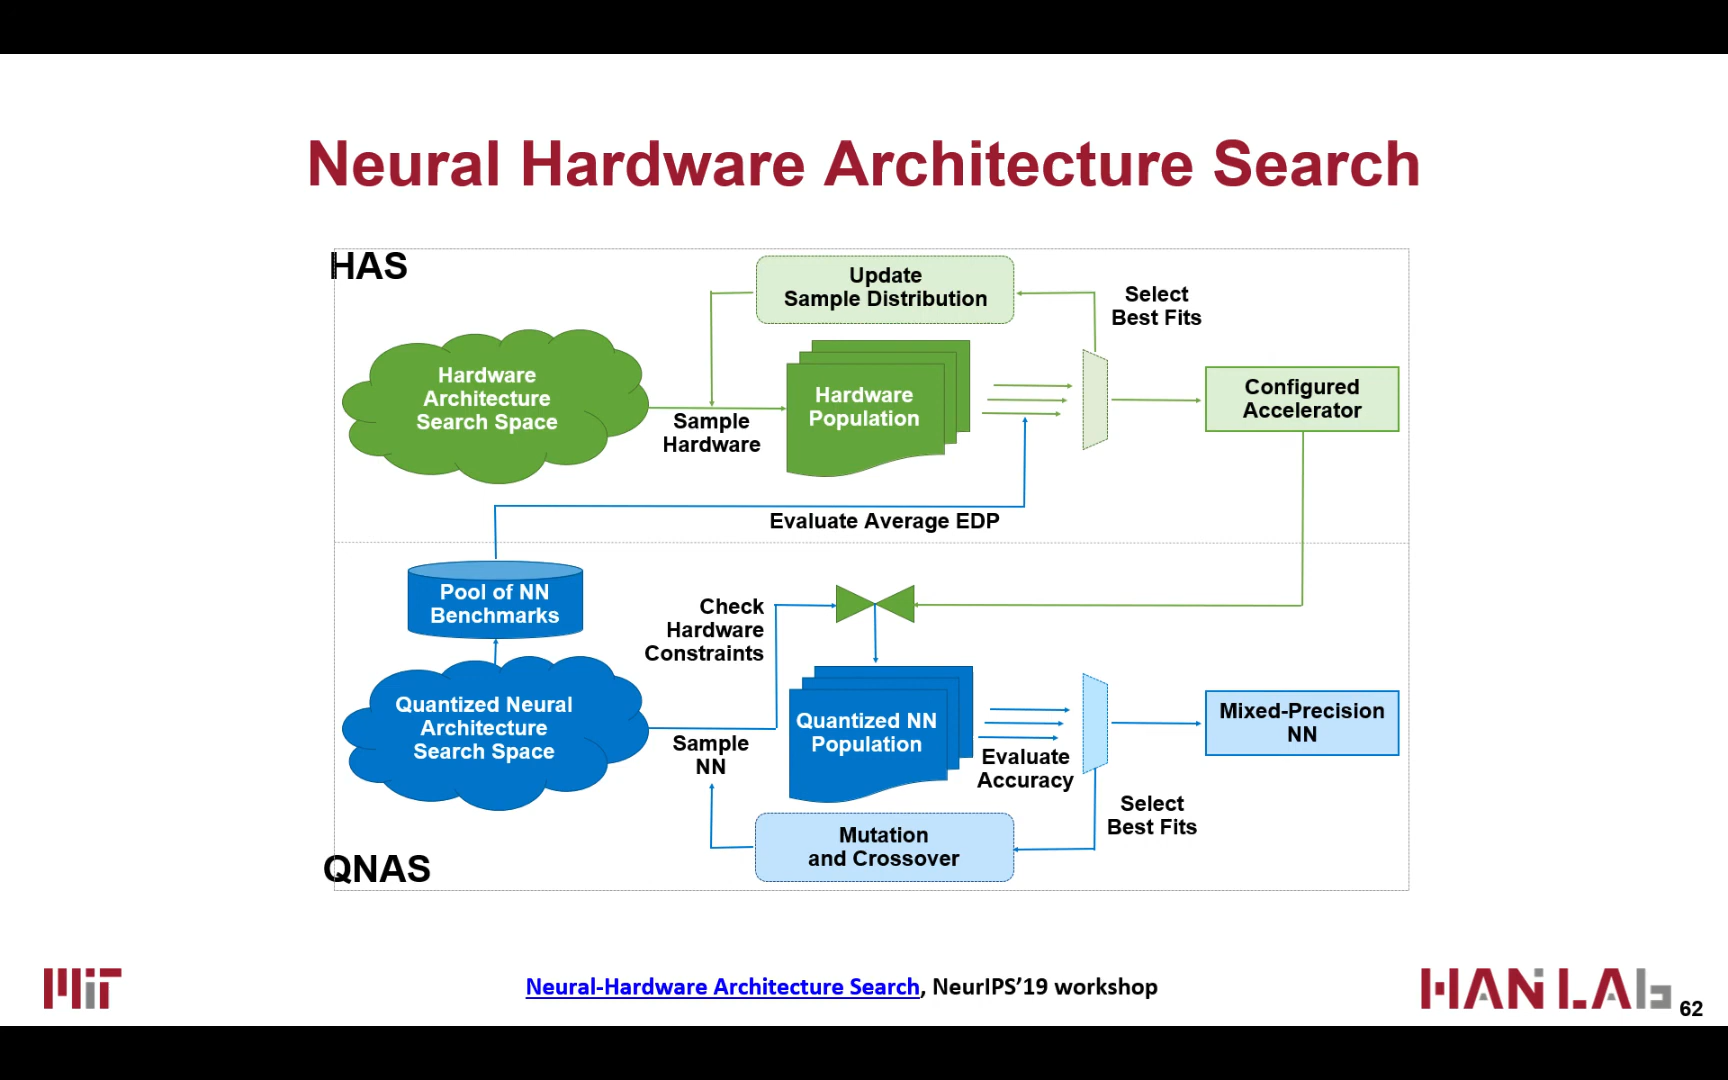 Neural Hardware Architecture Search
HAS
Update
Sample Distribution
Select
Best Fits
Hardware
Architecture
Search Space
Sample
Hardware
Hardware
Population
Configured
Accelerator
Evaluate Average EDP
Pool of NN
Benchmarks
Check
Hardware
Constraints
Quantized Neural
Architecture
Search Space
Sample
NN
Quantized NN
Population
Evaluate
Accuracy
Mixed-Precision
NN
Select
Best Fits
Mutation
and Crossover
QNAS
MIT
Neural-Hardware Architecture Search, NeurIPS’19 workshop
HAN LAb
62